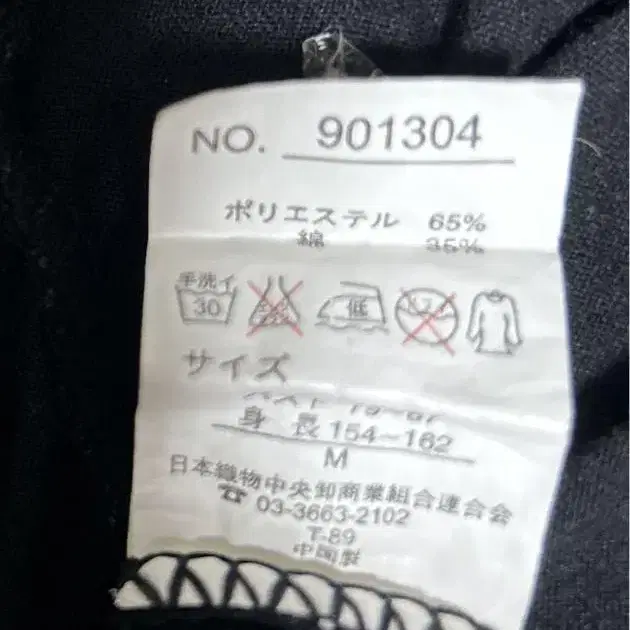 NO. 901304
ポリエステル 65%
綿 35%
手洗イ
30
低
サイズ
身 長 154~162
M
日本織物中央卸商業組合連合会
☎ 03-3663-2102
T-89
中国製